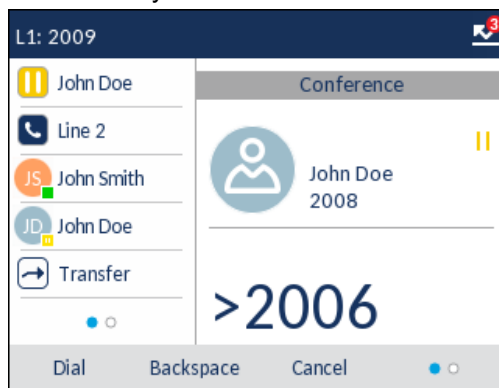 L1: 2009
3
John Doe
Line 2
JS John Smith
JD John Doe
Transfer
Conference
John Doe
2008
>2006
Dial Backspace Cancel